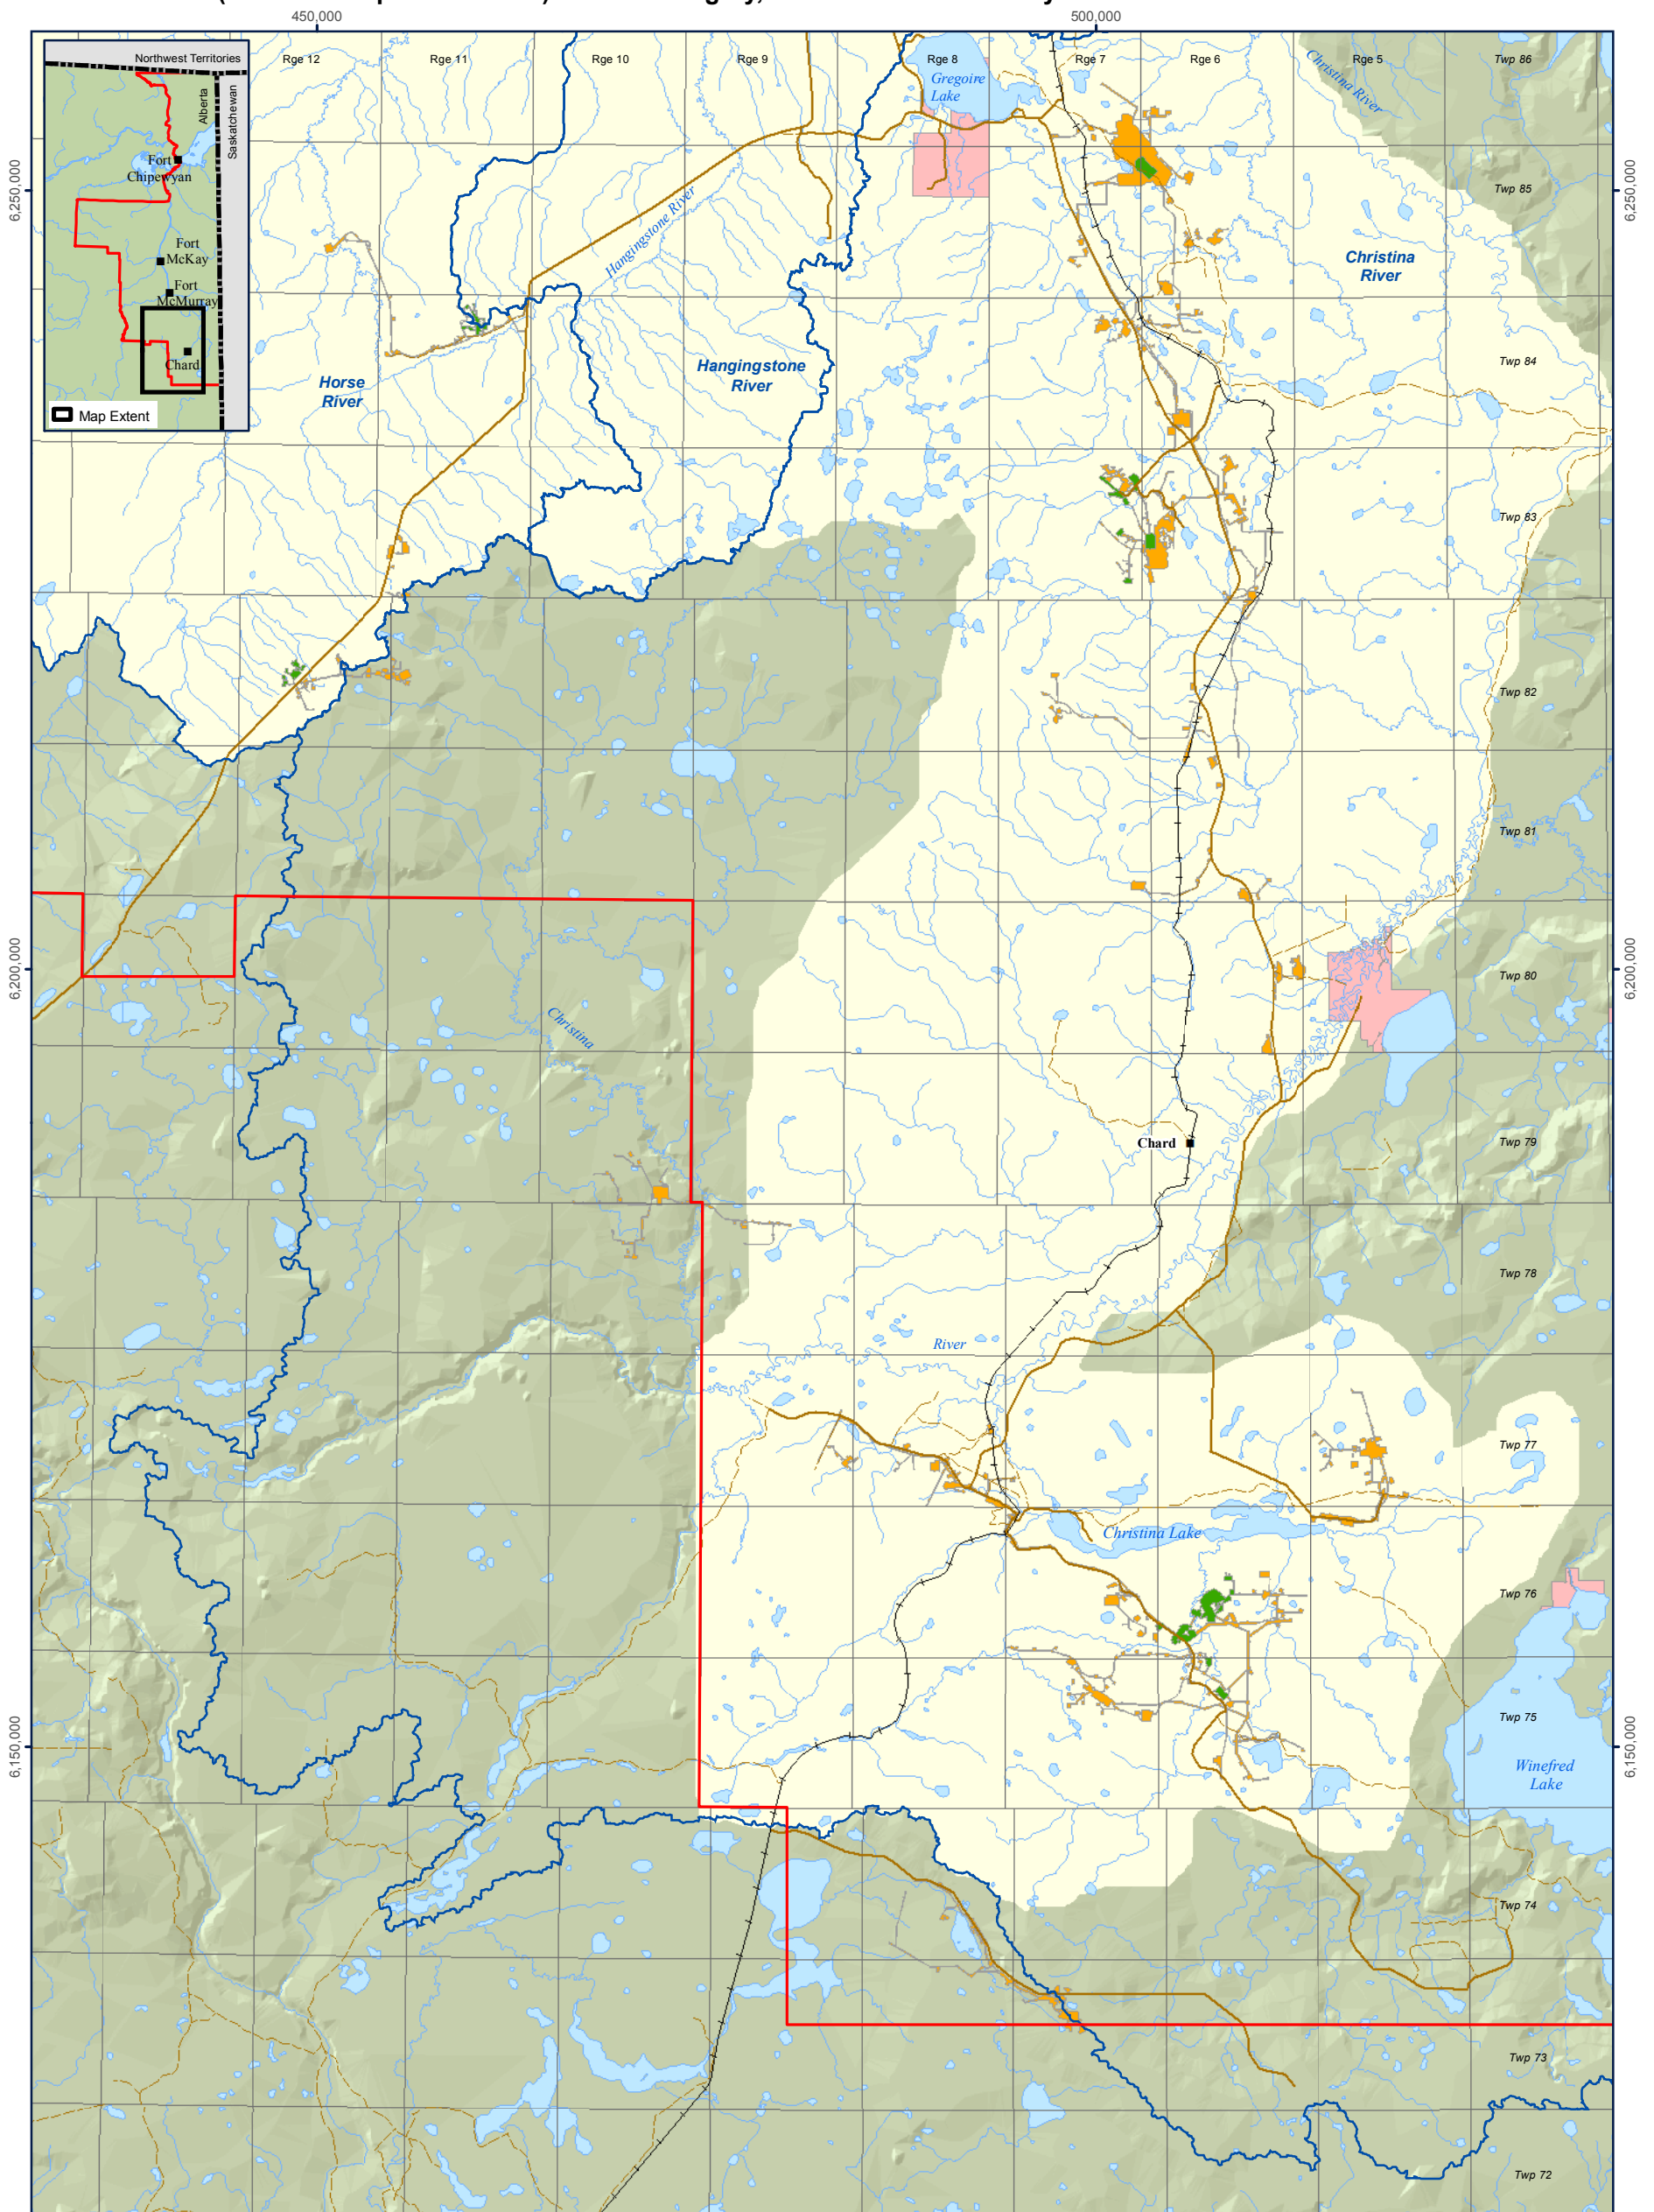 450,000
500,000
Northwest Territories
Alberta
Saskatchewan
Fort
Chipewyan
Fort
McKay
Fort
McMurray
Chard
Map Extent
Rge 12
Rge 11
Rge 10
Rge 9
Rge 8
Rge 7
Rge 6
Rge 5
Twp 86
Gregoire
Lake
Christina River
6,250,000
6,250,000
Twp 85
Hangingstone River
Christina
River
Twp 84
Horse
River
Hangingstone
River
Twp 83
Twp 82
Twp 81
6,200,000
6,200,000
Twp 80
Christina
Chard
Twp 79
Twp 78
River
Twp 77
Christina Lake
Twp 76
Twp 75
6,150,000
6,150,000
Winefred
Lake
Twp 74
Twp 73
Twp 72